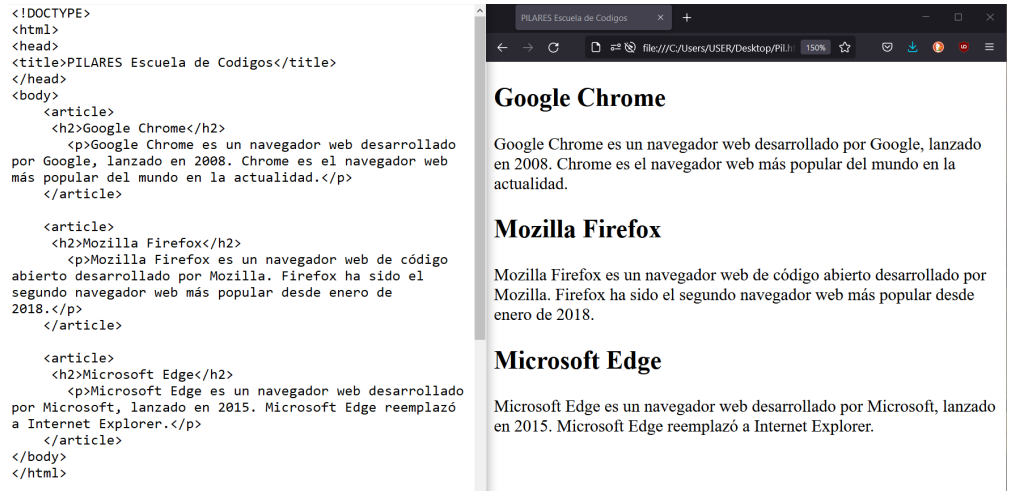 <!DOCTYPE>
<html>
<head>
<title>PILARES Escuela de Codigos</title>
</head>
<body>
<article>
<h2>Google Chrome</h2>
<p>Google Chrome es un navegador web desarrollado
por Google, lanzado en 2008. Chrome es el navegador web
más popular del mundo en la actualidad.</p>
</article>
<article>
<h2>Mozilla Firefox</h2>
<p>Mozilla Firefox es un navegador web de código
abierto desarrollado por Mozilla. Firefox ha sido el
segundo navegador web más popular desde enero de
2018.</p>
</article>
<article>
<h2>Microsoft Edge</h2>
<p>Microsoft Edge es un navegador web desarrollado
por Microsoft, lanzado en 2015. Microsoft Edge reemplazó
a Internet Explorer.</p>
</article>
</body>
</html>
PILARES Escuela de Codigos
file:///C:/Users/USER/Desktop/Pil.ht 150%
Google Chrome
Google Chrome es un navegador web desarrollado por Google, lanzado
en 2008. Chrome es el navegador web más popular del mundo en la
actualidad.
Mozilla Firefox
Mozilla Firefox es un navegador web de código abierto desarrollado por
Mozilla. Firefox ha sido el segundo navegador web más popular desde
enero de 2018.
Microsoft Edge
Microsoft Edge es un navegador web desarrollado por Microsoft, lanzado
en 2015. Microsoft Edge reemplazó a Internet Explorer.